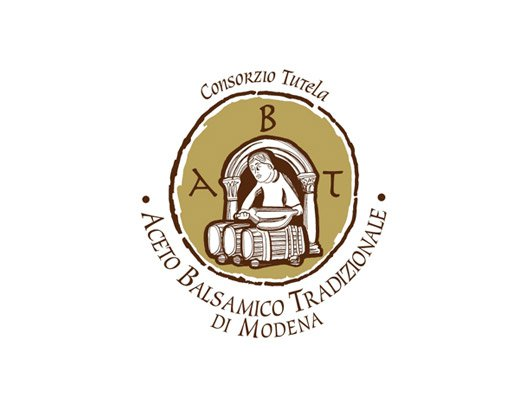 Consorzio Tutela
A B T
Aceto Balsamico Tradizionale
di Modena